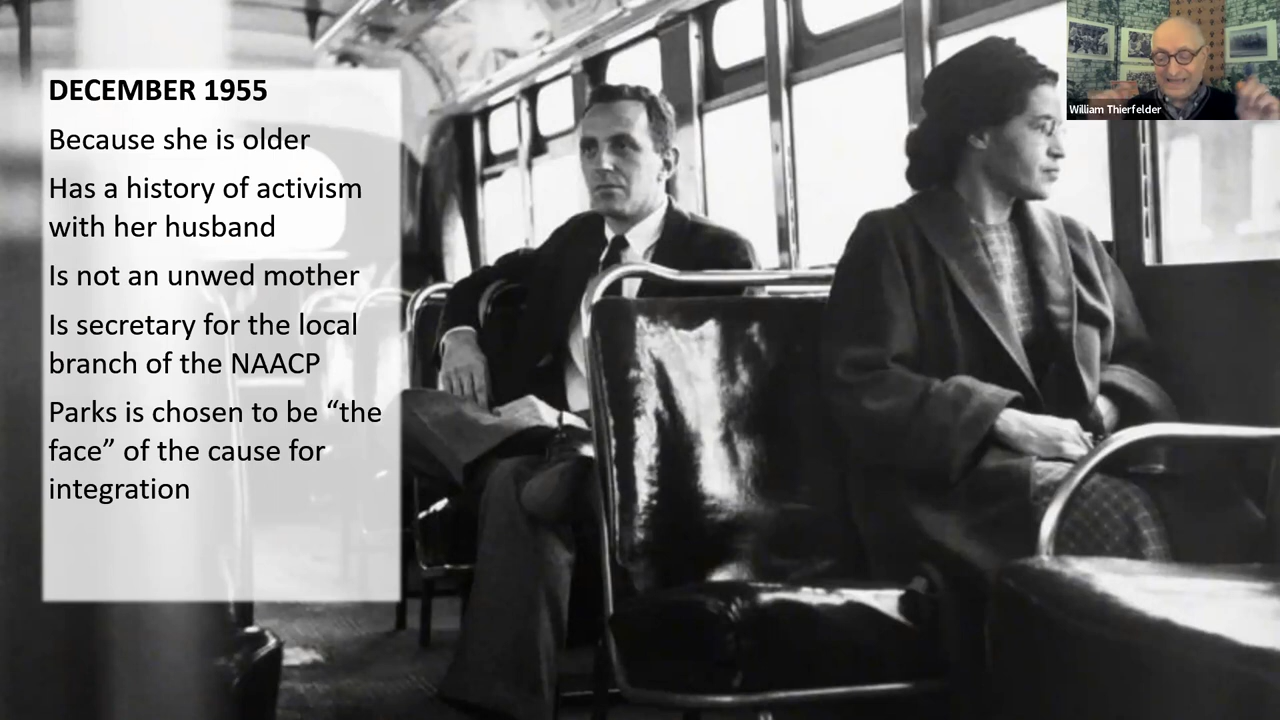 DECEMBER 1955
Because she is older
Has a history of activism
with her husband
Is not an unwed mother
Is secretary for the local
branch of the NAACP
Parks is chosen to be “the
face” of the cause for
integration
William Thierfelder